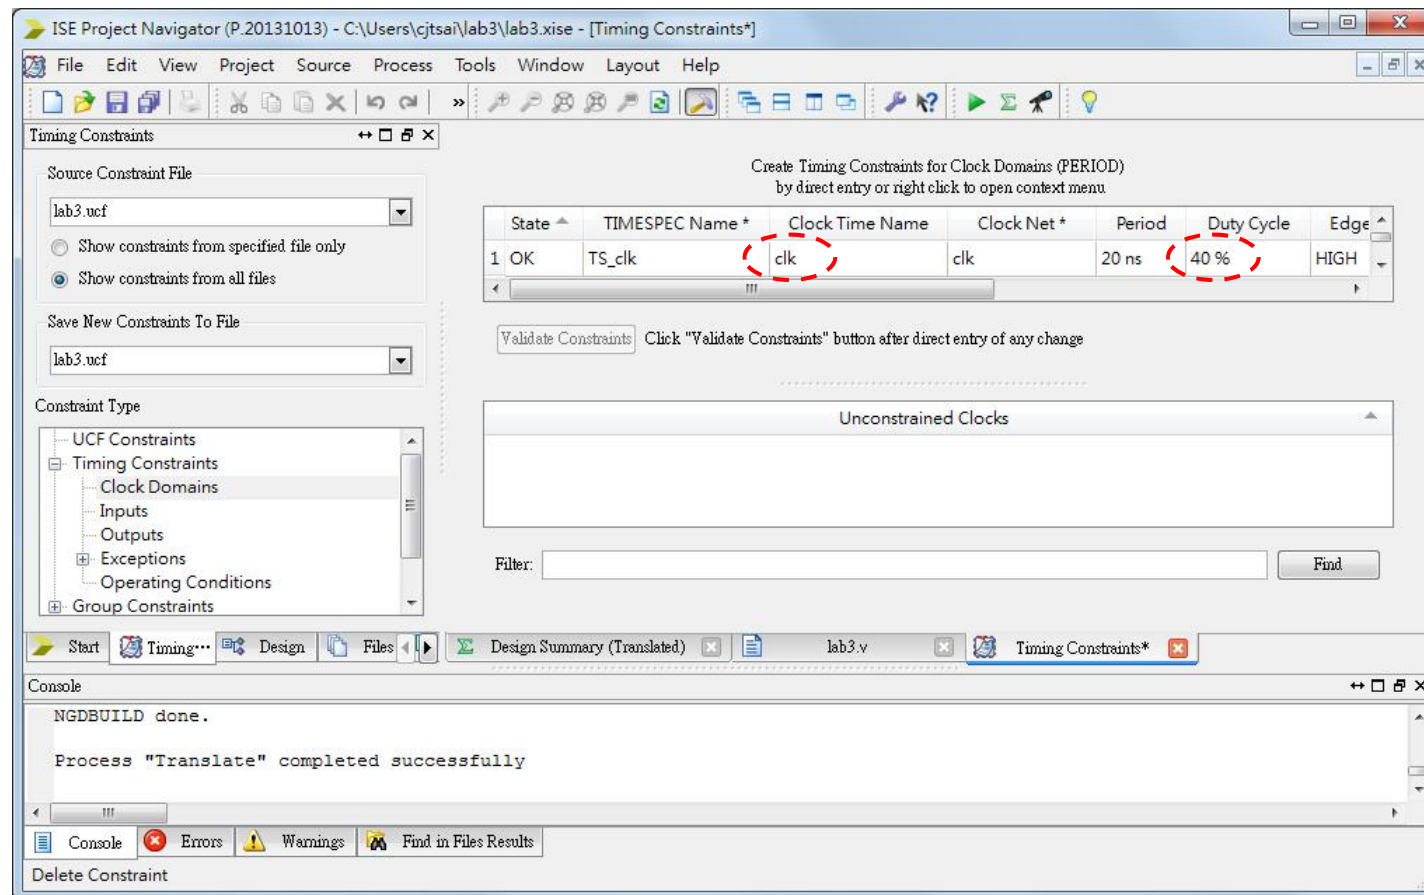 ISE Project Navigator (P.20131013) - C:\Users\cjtsai\lab3\lab3.xise - [Timing Constraints*]
File Edit View Project Source Process Tools Window Layout Help
Timing Constraints
Source Constraint File
lab3.ucf
Show constraints from specified file only
Show constraints from all files
Save New Constraints To File
lab3.ucf
Constraint Type
UCF Constraints
Timing Constraints
Clock Domains
Inputs
Outputs
Exceptions
Operating Conditions
Group Constraints
Create Timing Constraints for Clock Domains (PERIOD)
by direct entry or right click to open context menu
State TIMESPEC Name * Clock Time Name Clock Net * Period Duty Cycle Edge
1 OK TS_clk clk clk 20 ns 40 % HIGH
Validate Constraints Click "Validate Constraints" button after direct entry of any change
Unconstrained Clocks
Filter: Find
Start Timing... Design Files Design Summary (Translated) lab3.v Timing Constraints*
Console
NGDBUILD done.
Process "Translate" completed successfully
Console Errors Warnings Find in Files Results
Delete Constraint